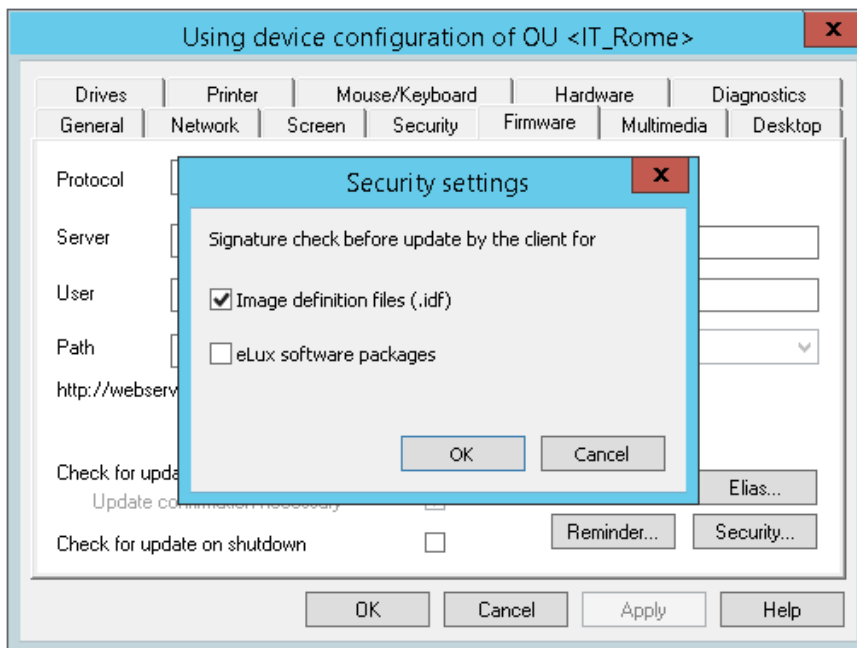 Using device configuration of OU <IT_Rome>
x
Drives Printer Mouse/Keyboard Hardware Diagnostics
General Network Screen Security Firmware Multimedia Desktop
Security settings
x
Protocol
Signature check before update by the client for
Server
User
Image definition files (.idf)
Path
eLux software packages
http://webserv
OK Cancel
Check for upda
Elias...
Update
Reminder... Security...
Check for update on shutdown
OK Cancel Apply Help